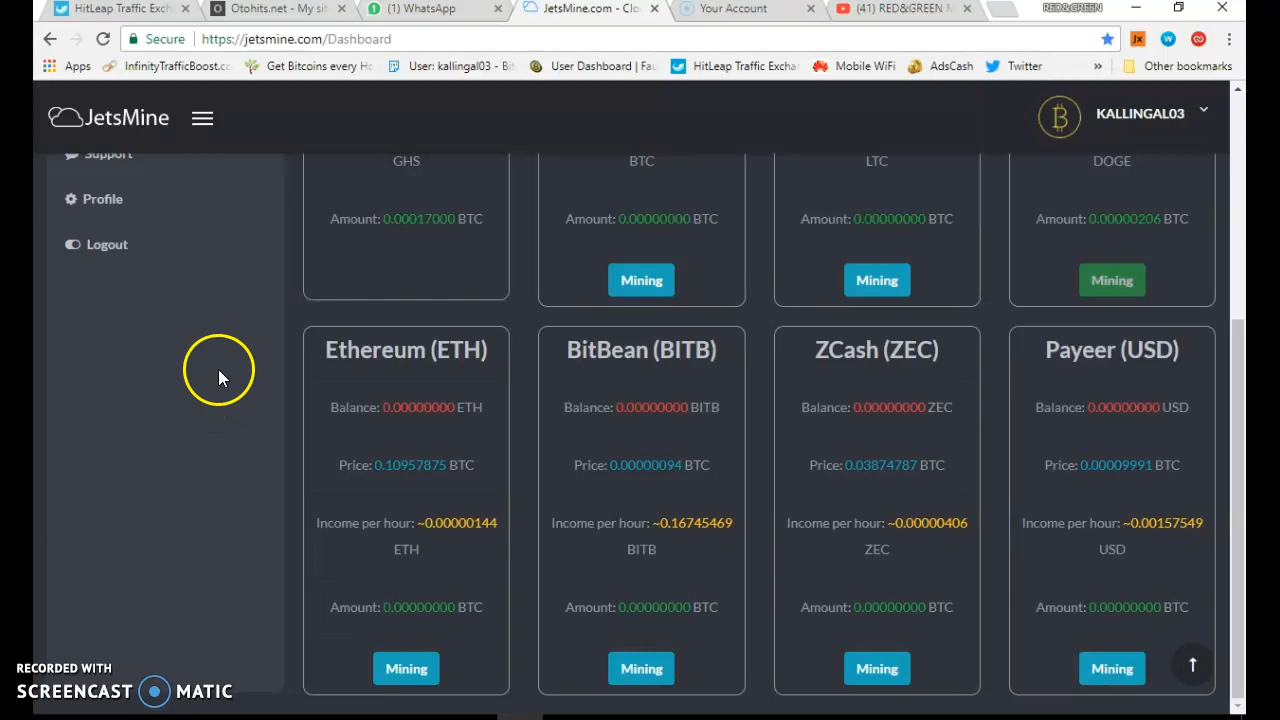 HitLeap Traffic Exch
Otohits.net - My si
(1) WhatsApp
JetsMine.com - Clo
Your Account
(41) RED&GREEN M
RED&GREEN
Secure
https://jetsmine.com/Dashboard
Apps
InfinityTrafficBoost.co
Get Bitcoins every Ho
User: kallingal03 - Bit
User Dashboard | Fau
HitLeap Traffic Exchan
Mobile WiFi
AdsCash
Twitter
»
Other bookmarks
JetsMine
KALLINGAL03
Support
Profile
Logout
GHS
BTC
LTC
DOGE
Amount: 0.00017000 BTC
Amount: 0.00000000 BTC
Amount: 0.00000000 BTC
Amount: 0.00000206 BTC
Mining
Mining
Mining
Ethereum (ETH)
BitBean (BITB)
ZCash (ZEC)
Payeer (USD)
Balance: 0.00000000 ETH
Balance: 0.00000000 BITB
Balance: 0.00000000 ZEC
Balance: 0.00000000 USD
Price: 0.10957875 BTC
Price: 0.00000094 BTC
Price: 0.03874787 BTC
Price: 0.00009991 BTC
Income per hour: ~0.00000144
ETH
Income per hour: ~0.16745469
BITB
Income per hour: ~0.00000406
ZEC
Income per hour: ~0.00157549
USD
Amount: 0.00000000 BTC
Amount: 0.00000000 BTC
Amount: 0.00000000 BTC
Amount: 0.00000000 BTC
Mining
Mining
Mining
Mining
RECORDED WITH
SCREENCAST MATIC